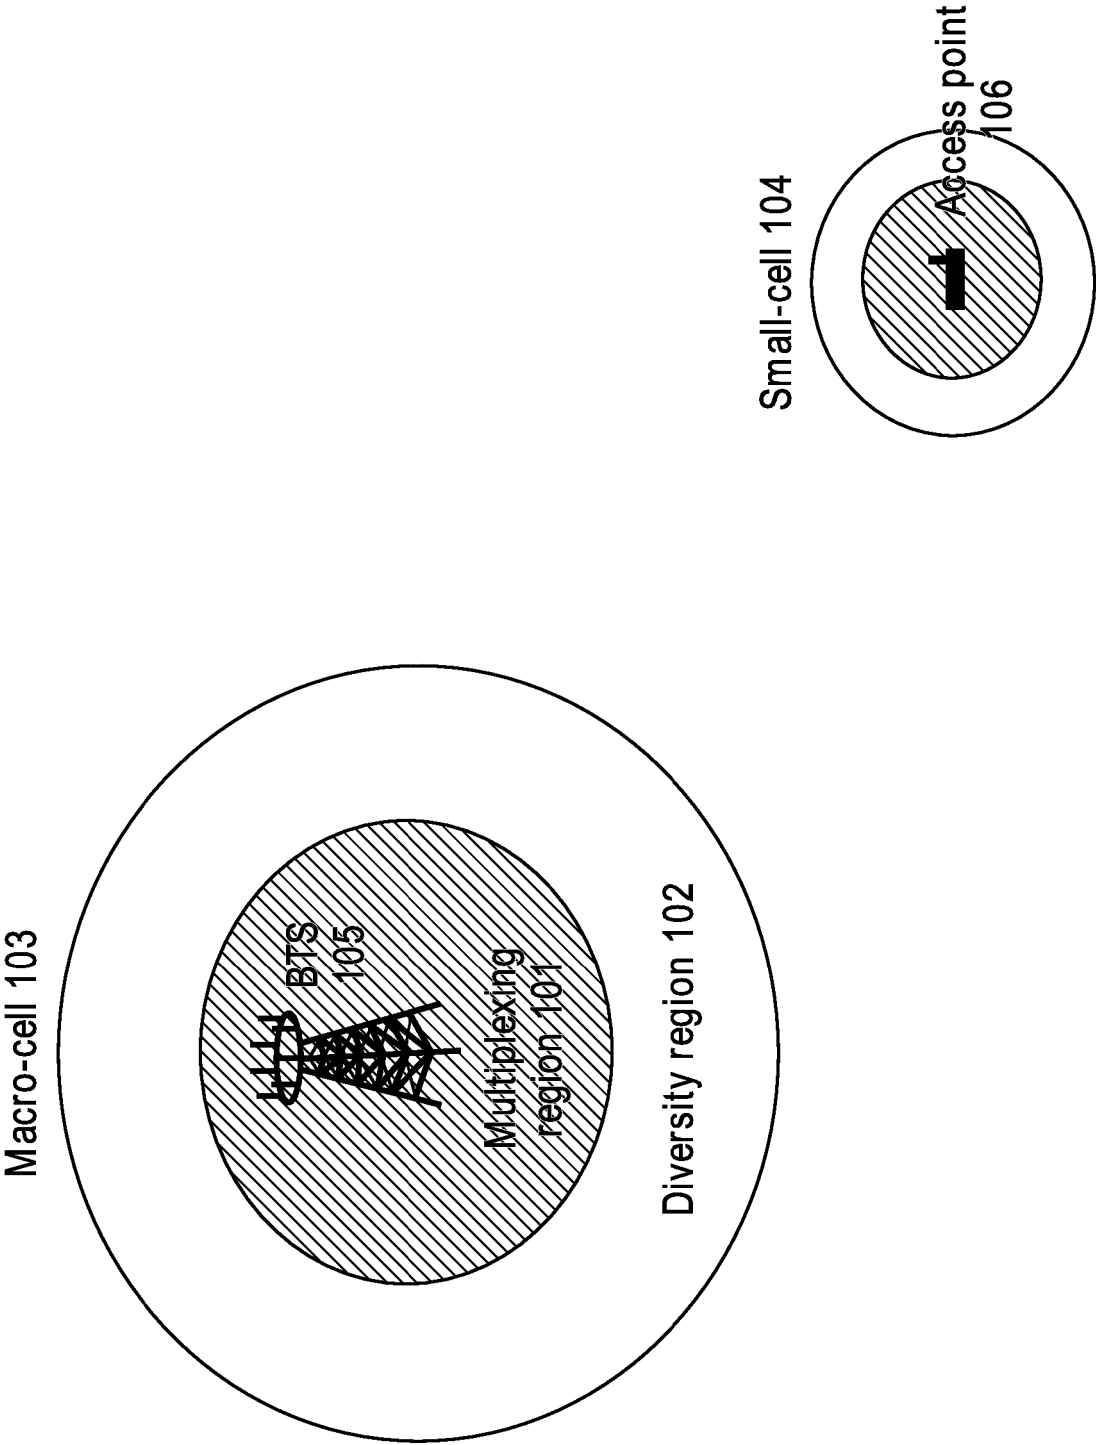 Macro-cell 103
BTS
105
Multiplexing
region 101
Diversity region 102
Small-cell 104
Access point
106